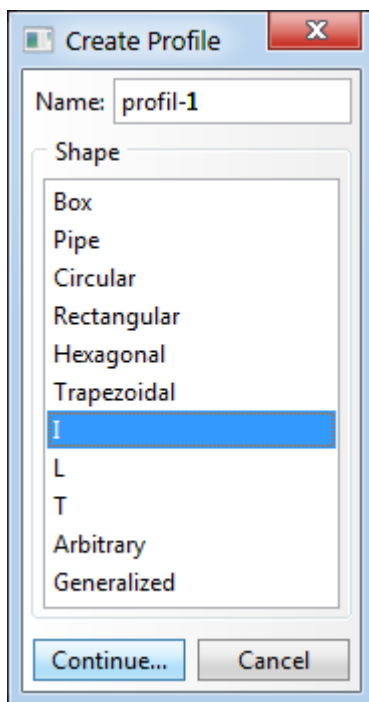 Create Profile
Name: profil-1
Shape
Box
Pipe
Circular
Rectangular
Hexagonal
Trapezoidal
I
L
T
Arbitrary
Generalized
Continue... Cancel